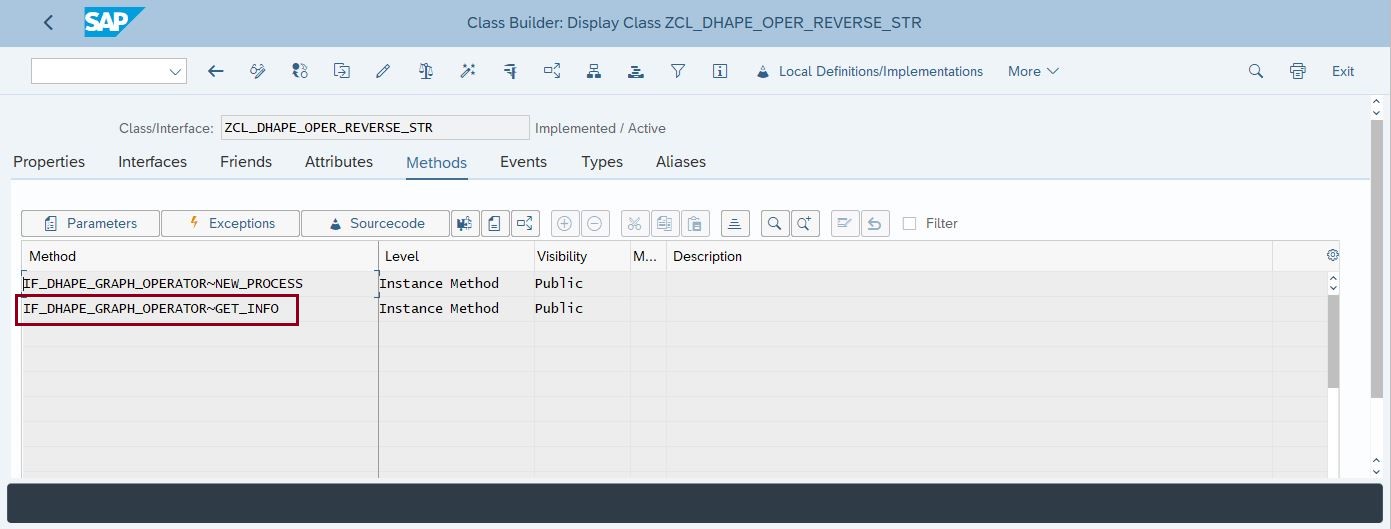 SAP Class Builder: Display Class ZCL_DHAPE_OPER_REVERSE_STR
Local Definitions/Implementations More Exit
Class/Interface: ZCL_DHAPE_OPER_REVERSE_STR Implemented / Active
Properties Interfaces Friends Attributes Methods Events Types Aliases
Parameters Exceptions Sourcecode Filter
Method Level Visibility M... Description
IF_DHAPE_GRAPH_OPERATOR~NEW_PROCESS Instance Method Public
IF_DHAPE_GRAPH_OPERATOR~GET_INFO Instance Method Public